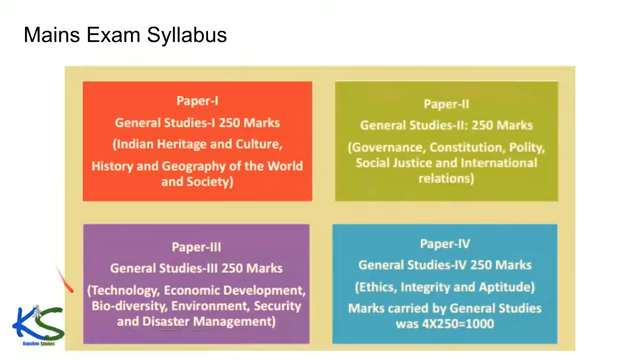 Mains Exam Syllabus
Paper-I
General Studies-I 250 Marks
(Indian Heritage and Culture,
History and Geography of the World
and Society)
Paper-II
General Studies-II: 250 Marks
(Governance, Constitution, Polity,
Social Justice and International
relations)
Paper-III
General Studies-III 250 Marks
(Technology, Economic Development,
Bio-diversity, Environment, Security
and Disaster Management)
Paper-IV
General Studies-IV 250 Marks
(Ethics, Integrity and Aptitude)
Marks carried by General Studies
was 4X250=1000
KS